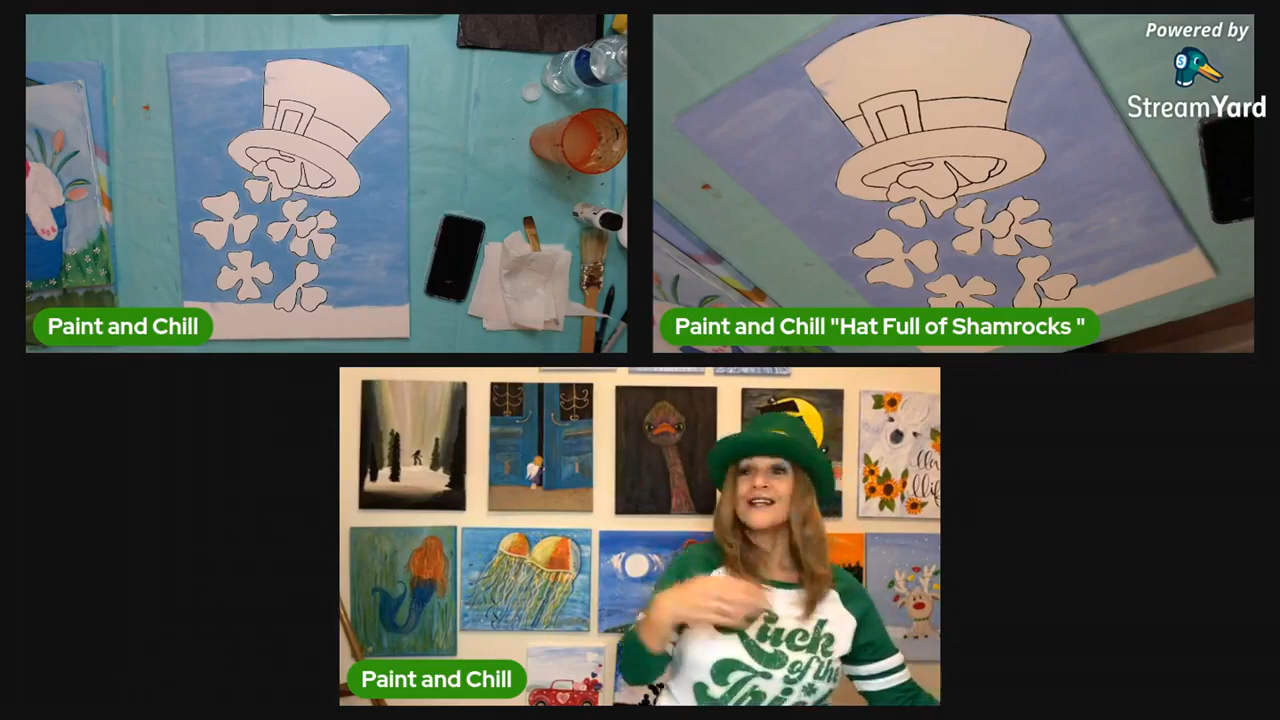 Powered by
StreamYard
Paint and Chill
Paint and Chill "Hat Full of Shamrocks "
Paint and Chill
Luck
of the